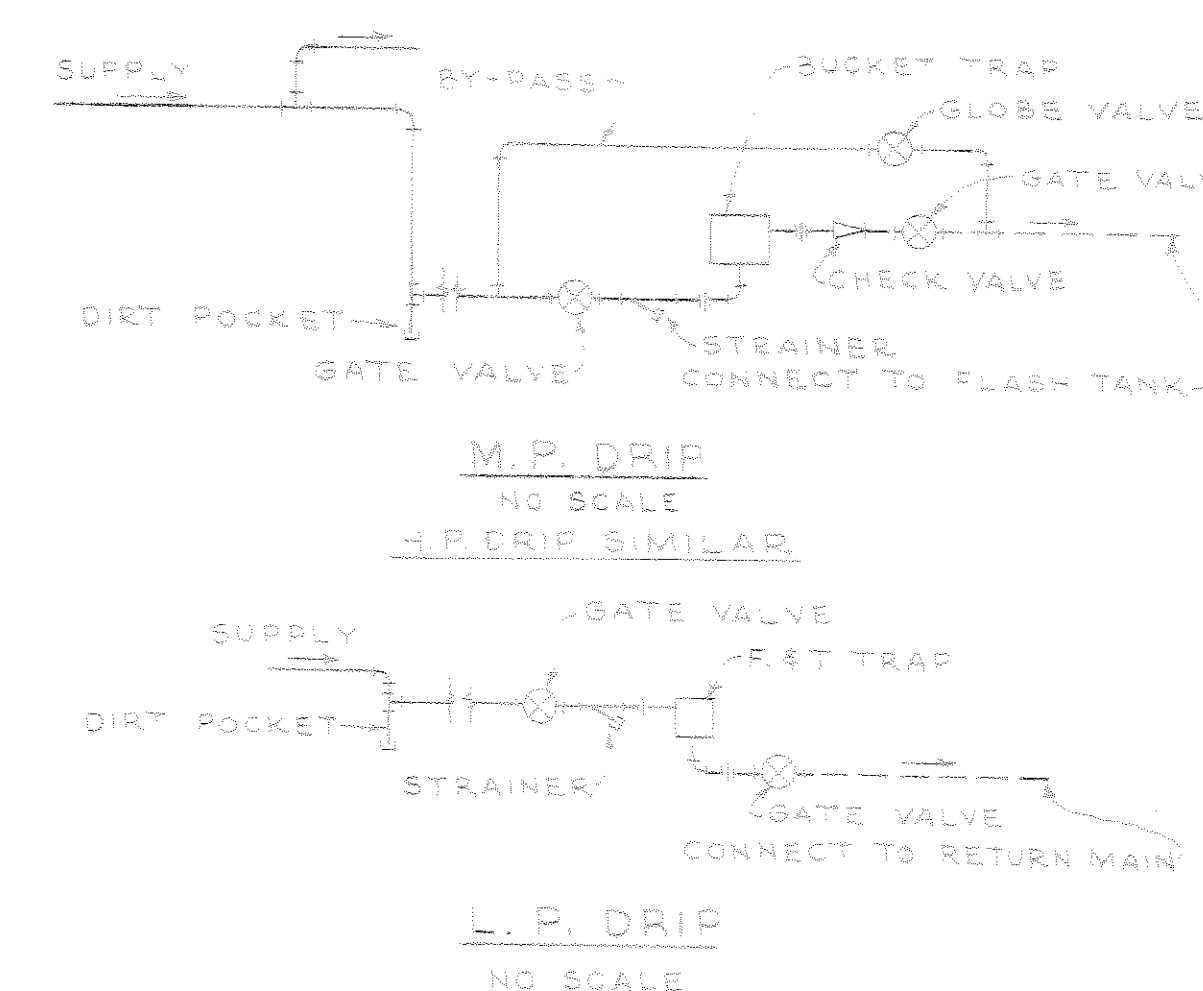 SUPPLY
BY-PASS
BUCKET TRAP
GLOBE VALVE
GATE
CHECK VALVE
DIRT POCKET
GATE VALVE
STRAINER
CONNECT TO FLASH TANK
M.P. DRIP
NO SCALE
H.P. DRIP SIMILAR
GATE VALVE
SUPPLY
F.&T TRAP
DIRT POCKET
STRAINER
GATE VALVE
CONNECT TO RETURN MAIN
L.P. DRIP
NO SCALE